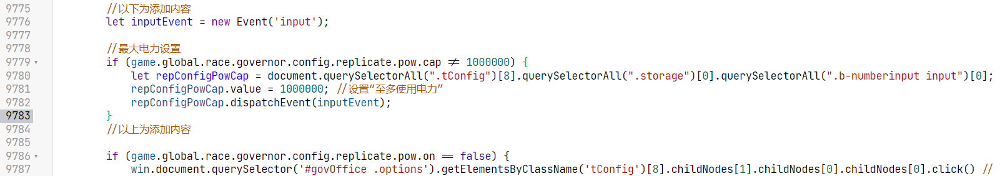 9775 //以下为添加内容
9776 let inputEvent = new Event('input');
9777
9778 //最大电力设置
9779 if (game.global.race.governor.config.replicate.pow.cap != 1000000) {
9780 let repConfigPowCap = document.querySelectorAll(".tConfig")[8].querySelectorAll(".storage")[0].querySelectorAll(".b-numberinput input")[0];
9781 repConfigPowCap.value = 1000000; //设置“至多使用电力”
9782 repConfigPowCap.dispatchEvent(inputEvent);
9783 }
9784 //以上为添加内容
9785
9786 if (game.global.race.governor.config.replicate.pow.on == false) {
9787 win.document.querySelector('#govOffice .options').getElementsByClassName('tConfig')[8].childNodes[1].childNodes[0].childNodes[0].click() //